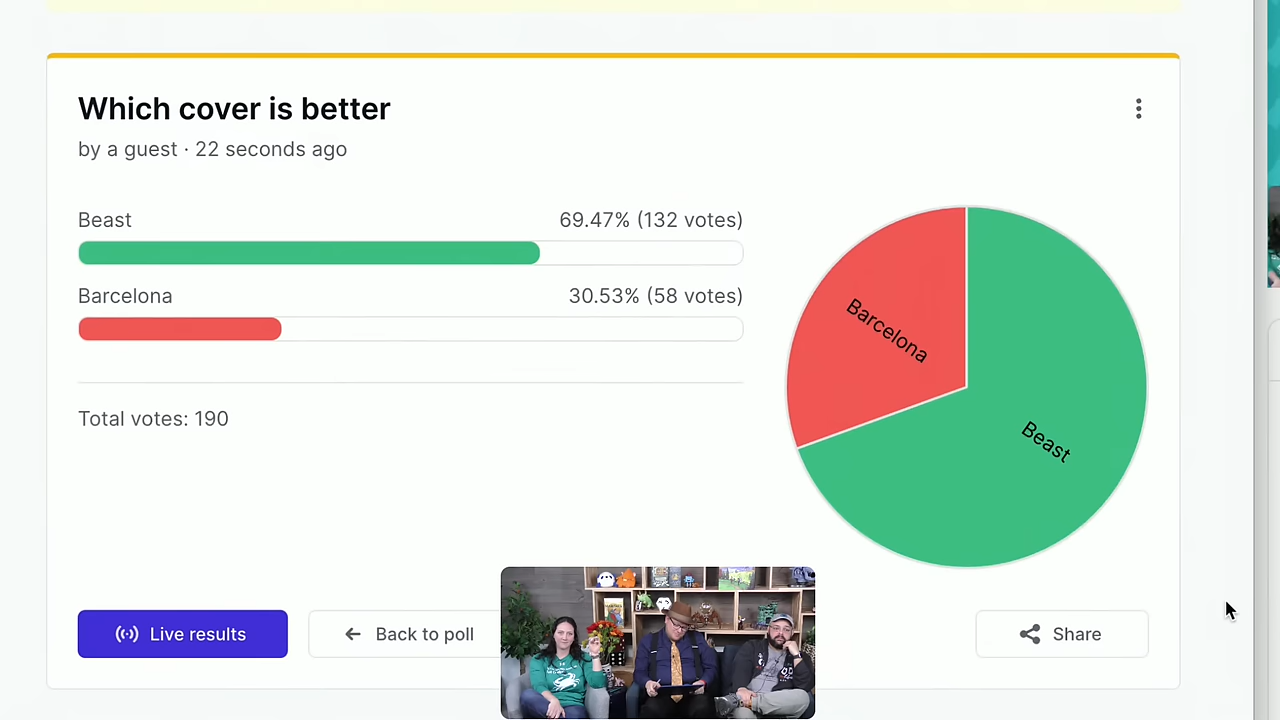 Which cover is better
by a guest · 22 seconds ago
Beast 69.47% (132 votes)
Barcelona 30.53% (58 votes)
Total votes: 190
Barcelona
Beast
Live results
Back to poll
Share